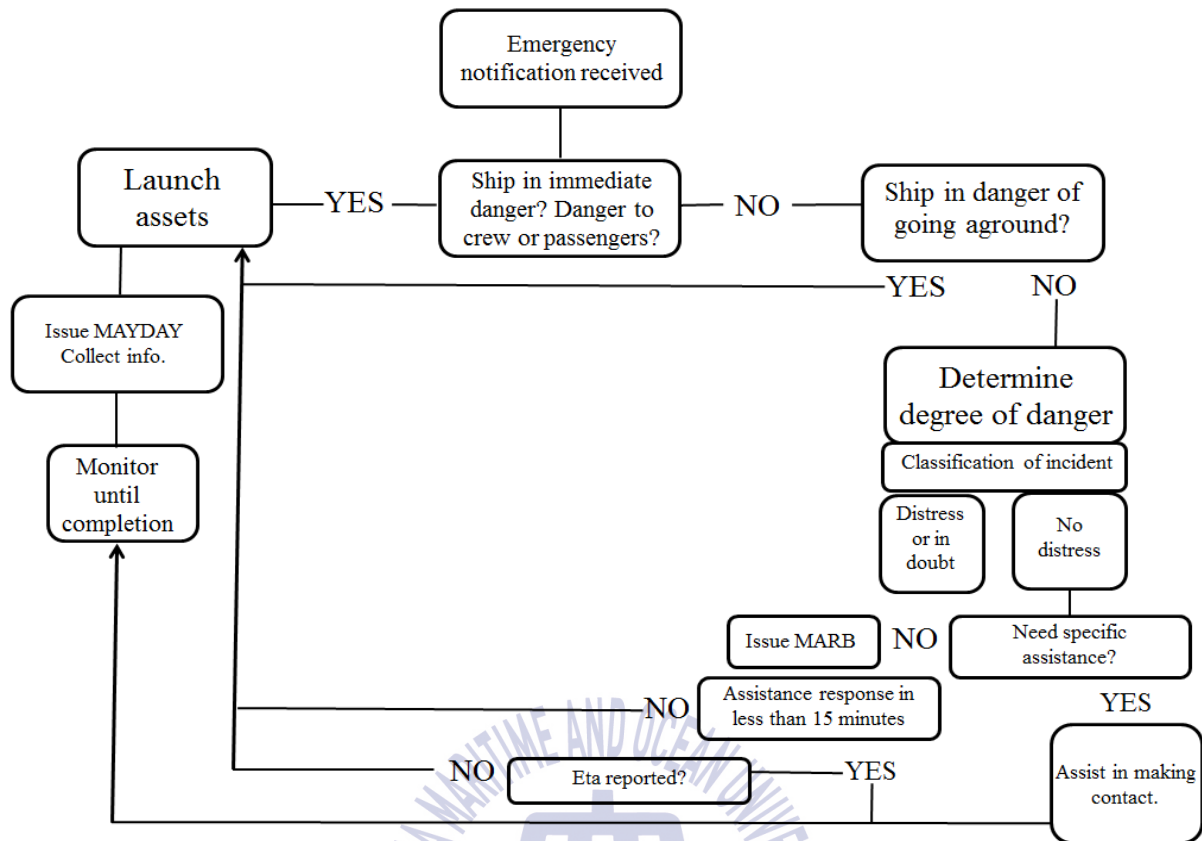 Emergency
notification received
Launch
assets
YES
Ship in immediate
danger? Danger to
crew or passengers?
NO
Ship in danger of
going aground?
YES
NO
Issue MAYDAY
Collect info.
Determine
degree of danger
Classification of incident
Monitor
until
completion
Distress
or in
doubt
No
distress
Issue MARB
NO
Need specific
assistance?
NO
Assistance response in
less than 15 minutes
YES
NO
Eta reported?
YES
Assist in making
contact.
MARITIME AND OCEAN